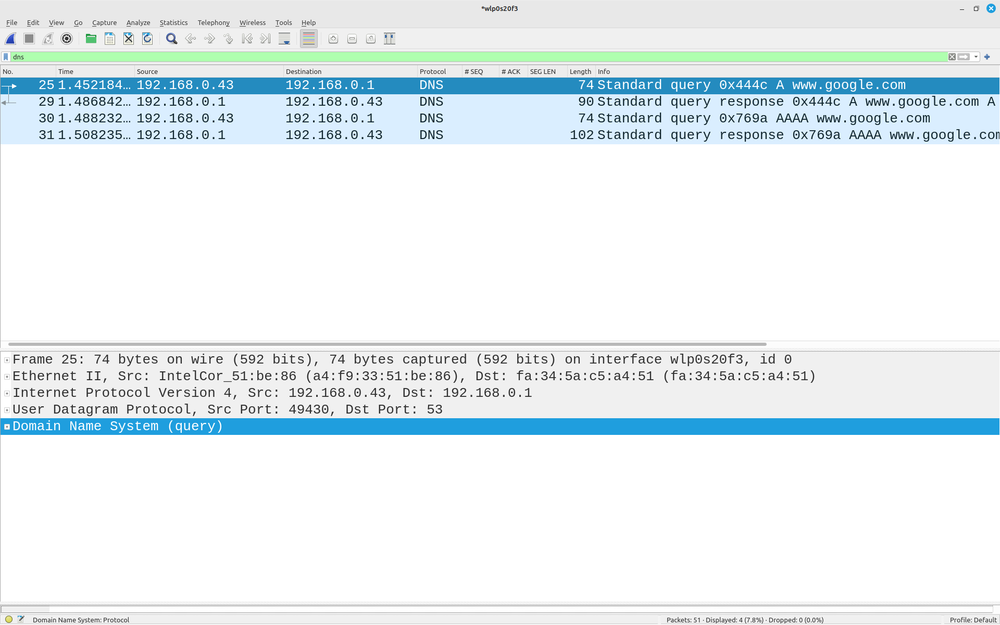 *wlp0s20f3
File Edit View Go Capture Analyze Statistics Telephony Wireless Tools Help
dns
No. Time Source Destination Protocol # SEQ # ACK SEG LEN Length Info
25 1.452184… 192.168.0.43 192.168.0.1 DNS 74 Standard query 0x444c A www.google.com
29 1.486842… 192.168.0.1 192.168.0.43 DNS 90 Standard query response 0x444c A www.google.com A
30 1.488232… 192.168.0.43 192.168.0.1 DNS 74 Standard query 0x769a AAAA www.google.com
31 1.508235… 192.168.0.1 192.168.0.43 DNS 102 Standard query response 0x769a AAAA www.google.com
Frame 25: 74 bytes on wire (592 bits), 74 bytes captured (592 bits) on interface wlp0s20f3, id 0
Ethernet II, Src: IntelCor_51:be:86 (a4:f9:33:51:be:86), Dst: fa:34:5a:c5:a4:51 (fa:34:5a:c5:a4:51)
Internet Protocol Version 4, Src: 192.168.0.43, Dst: 192.168.0.1
User Datagram Protocol, Src Port: 49430, Dst Port: 53
Domain Name System (query)
Domain Name System: Protocol Packets: 51 · Displayed: 4 (7.8%) · Dropped: 0 (0.0%) Profile: Default